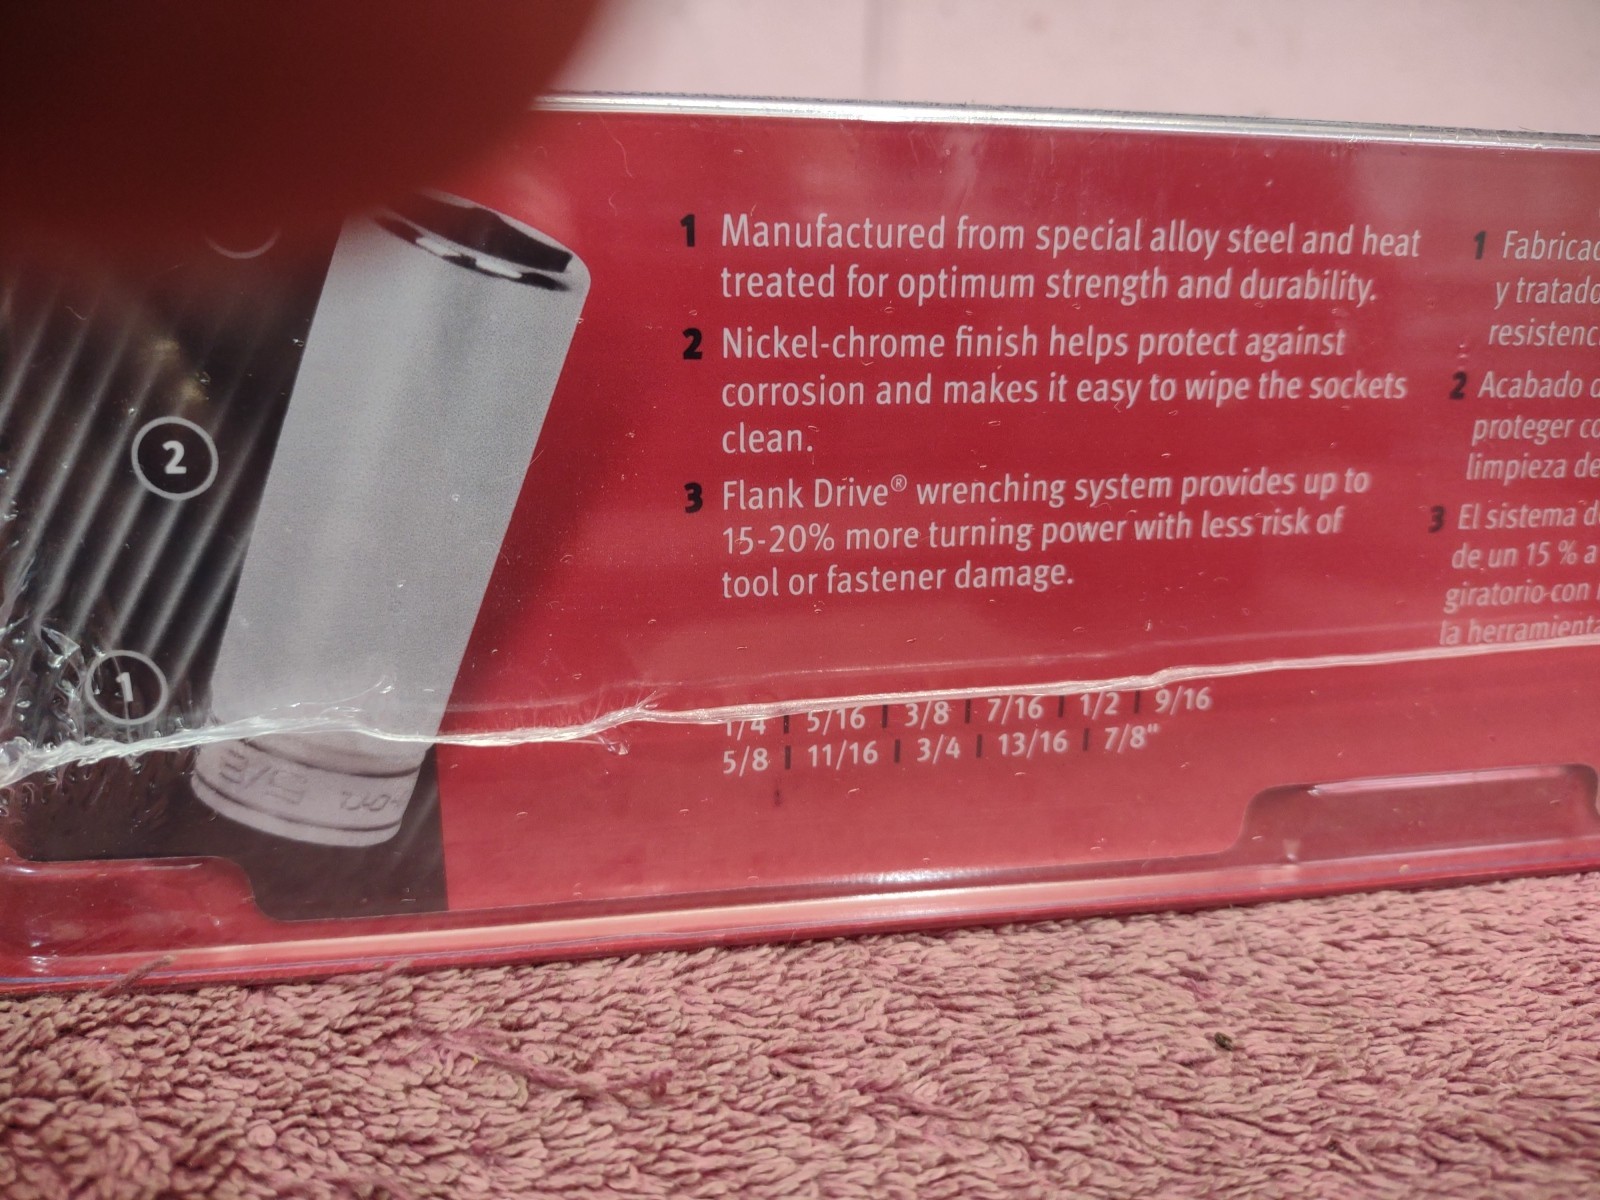 1 Manufactured from special alloy steel and heat
treated for optimum strength and durability.
2 Nickel-chrome finish helps protect against
corrosion and makes it easy to wipe the sockets
clean.
3 Flank Drive® wrenching system provides up to
15-20% more turning power with less risk of
tool or fastener damage.
1/4 | 5/16 | 3/8 | 7/16 | 1/2 | 9/16
5/8 | 11/16 | 3/4 | 13/16 | 7/8"
1
y tratado
2 Acabado
proteger
limpieza de
3 El sistema
de un 15 % a
giratorio con
la herramienta
2
1